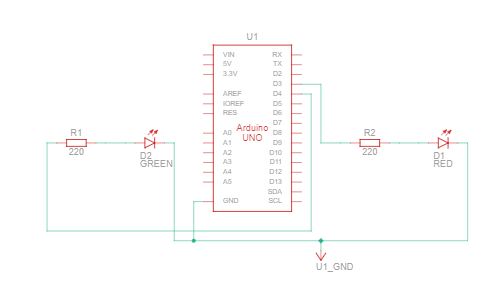 U1
VIN
5V
3.3V
AREF
IOREF
RES
A0
A1
A2
A3
A4
A5
GND
Arduino
UNO
RX
TX
D2
D3
D4
D5
D6
D7
D8
D9
D10
D11
D12
D13
SDA
SCL
R1
220
D2
GREEN
R2
220
D1
RED
U1_GND